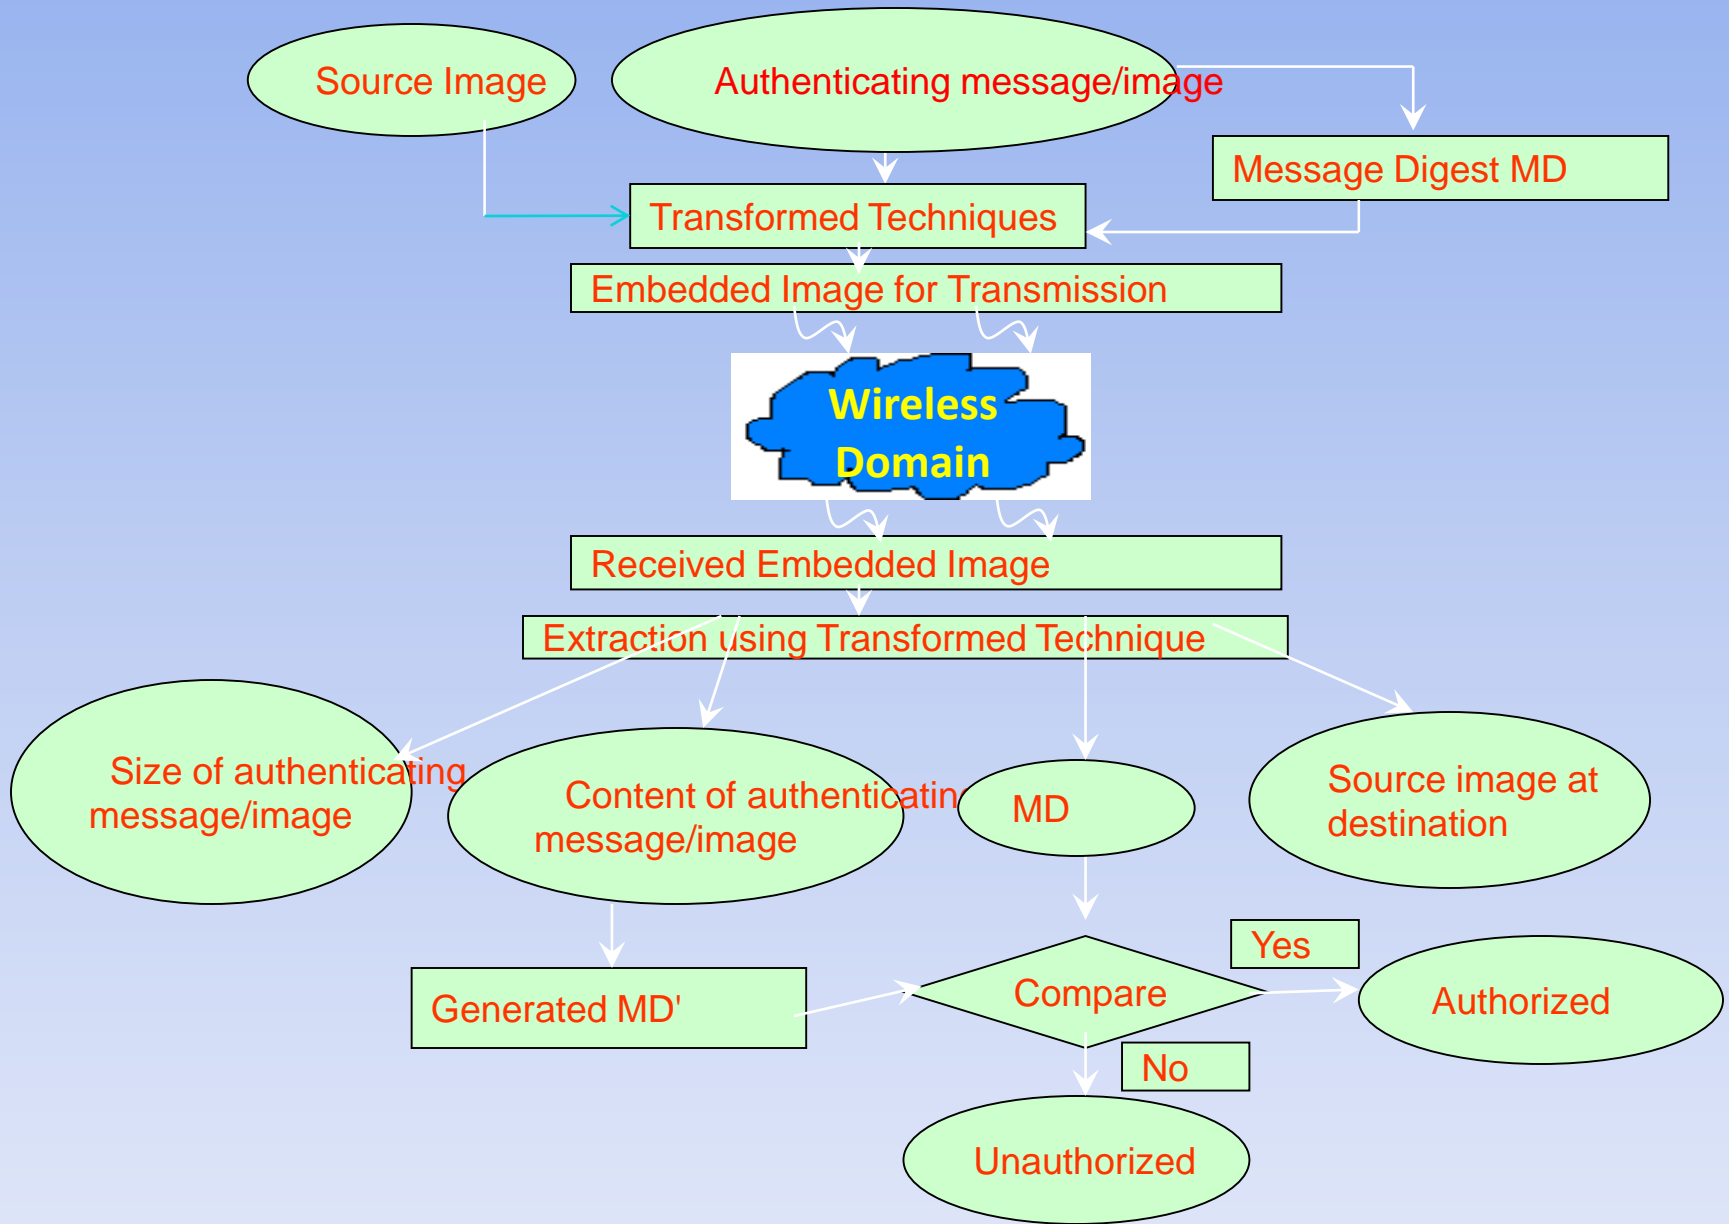 Source Image
Authenticating message/image
Message Digest MD
Transformed Techniques
Embedded Image for Transmission
Wireless
Domain
Received Embedded Image
Extraction using Transformed Technique
Size of authenticating
message/image
Content of authenticating
message/image
MD
Source image at
destination
Generated MD'
Compare
Yes
Authorized
No
Unauthorized